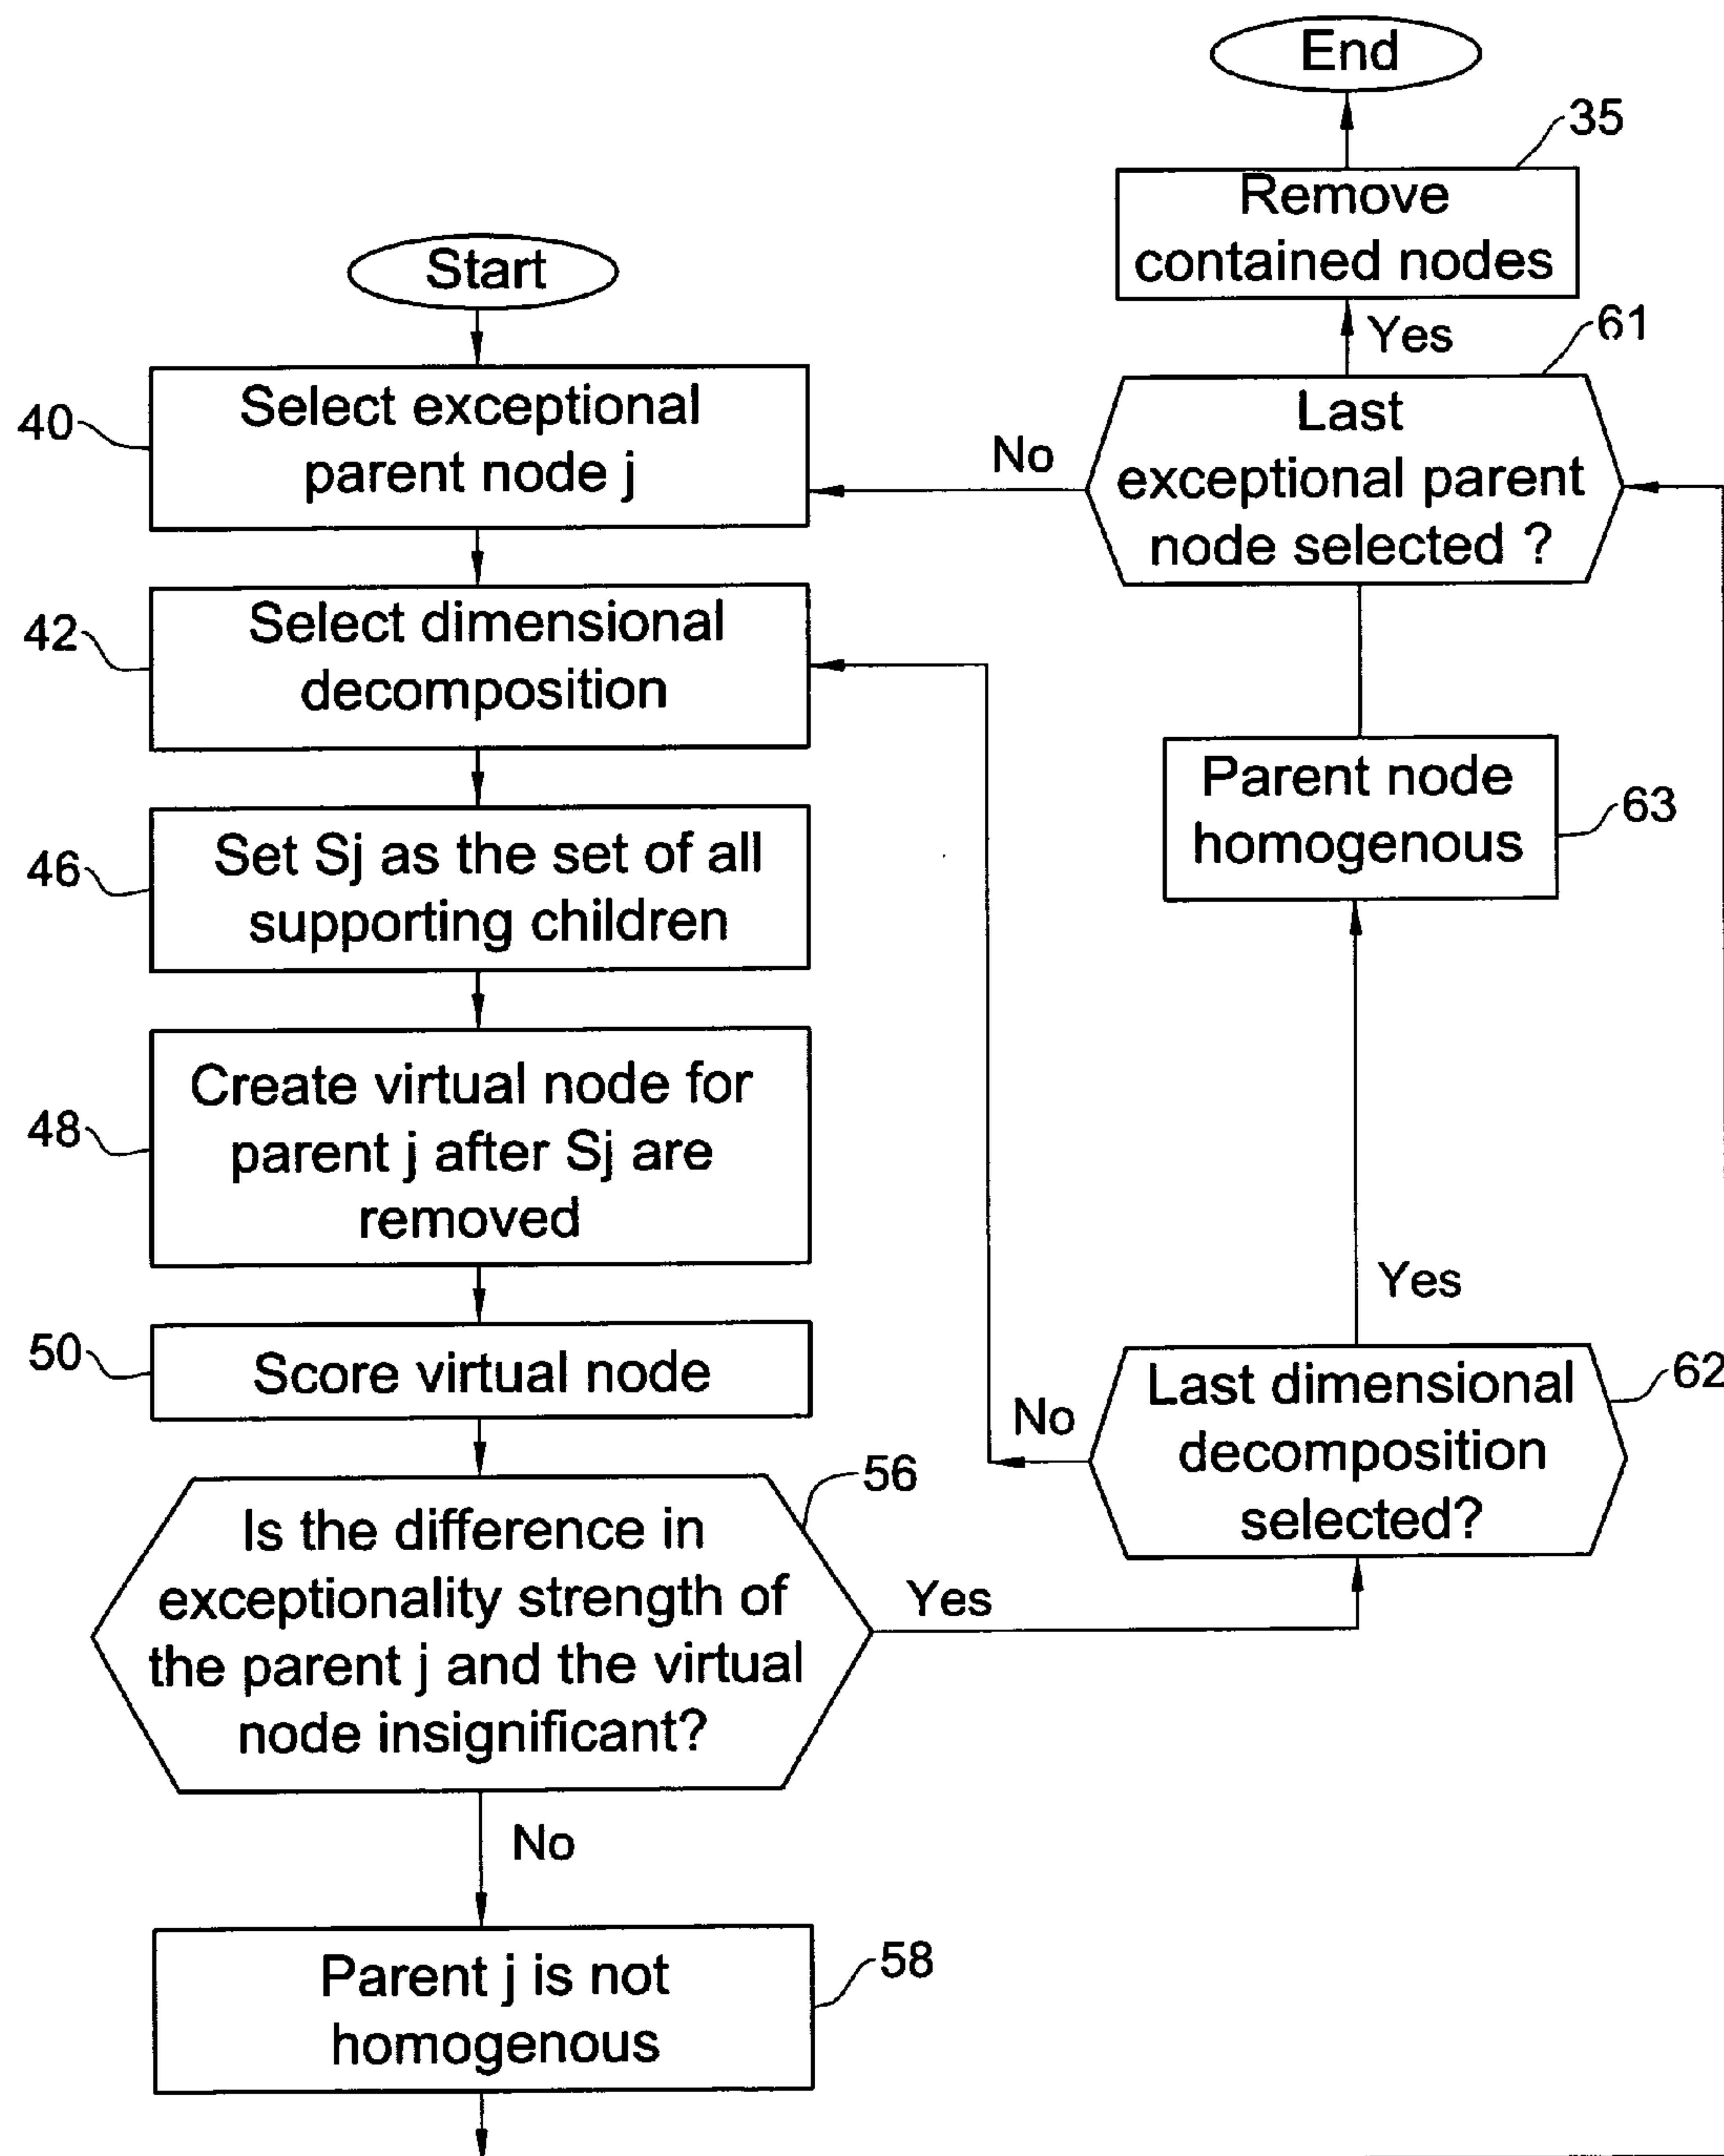 Start
40
Select exceptional
parent node j
42
Select dimensional
decomposition
46
Set Sj as the set of all
supporting children
48
Create virtual node for
parent j after Sj are
removed
50
Score virtual node
56
Is the difference in
exceptionality strength of
the parent j and the virtual
node insignificant?
Yes
No
58
Parent j is not
homogenous
62
Last dimensional
decomposition
selected?
No
Yes
63
Parent node
homogenous
61
Last
exceptional parent
node selected ?
No
Yes
35
Remove
contained nodes
End